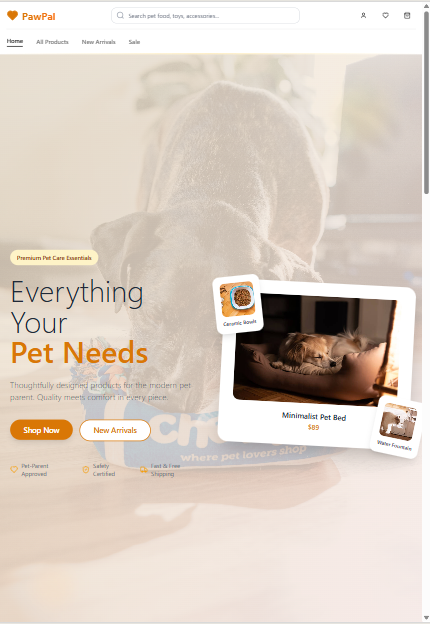 PawPal
Search pet food, toys, accessories...
Home All Products New Arrivals Sale
Premium Pet Care Essentials
Everything
Your
Pet Needs
Thoughtfully designed products for the modern pet
parent. Quality meets comfort in every piece.
Shop Now New Arrivals
Pet-Parent
Approved
Safety
Certified
Fast & Free
Shipping
Ceramic Bowls
Minimalist Pet Bed
$89
Water Fountain
where pet lovers shop